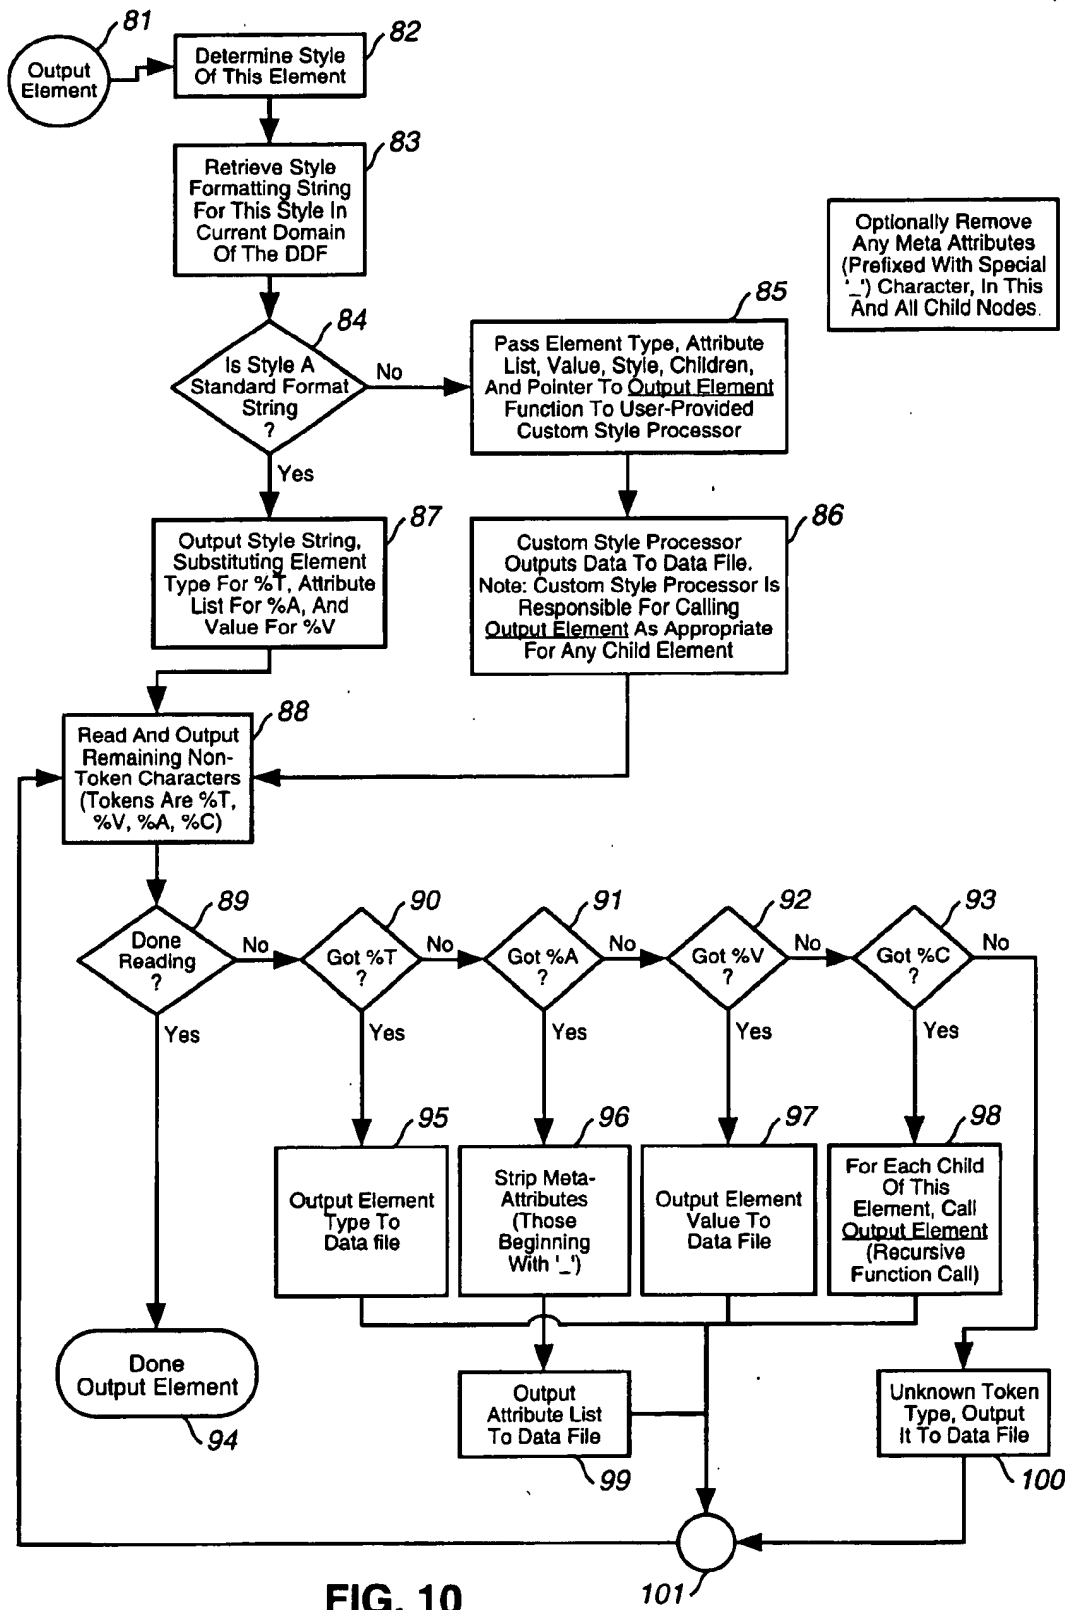 81
Output
Element
82
Determine Style
Of This Element
83
Retrieve Style
Formatting String
For This Style In
Current Domain
Of The DDF
Optionally Remove
Any Meta Attributes
(Prefixed With Special
'_') Character, In This
And All Child Nodes.
84
Is Style A
Standard Format
String
?
No
Yes
85
Pass Element Type, Attribute
List, Value, Style, Children,
And Pointer To Output Element
Function To User-Provided
Custom Style Processor
87
Output Style String,
Substituting Element
Type For %T, Attribute
List For %A, And
Value For %V
86
Custom Style Processor
Outputs Data To Data File.
Note: Custom Style Processor Is
Responsible For Calling
Output Element As Appropriate
For Any Child Element
88
Read And Output
Remaining Non-
Token Characters
(Tokens Are %T,
%V, %A, %C)
89
Done
Reading
?
No
Yes
90
Got %T
?
No
Yes
91
Got %A
?
No
Yes
92
Got %V
?
No
Yes
93
Got %C
?
No
Yes
95
Output Element
Type To
Data file
96
Strip Meta-
Attributes
(Those
Beginning
With '_')
97
Output Element
Value To
Data File
98
For Each Child
Of This
Element, Call
Output Element
(Recursive
Function Call)
Done
Output Element
94
Output
Attribute List
To Data File
99
Unknown Token
Type, Output
It To Data File
100
101
FIG. 10